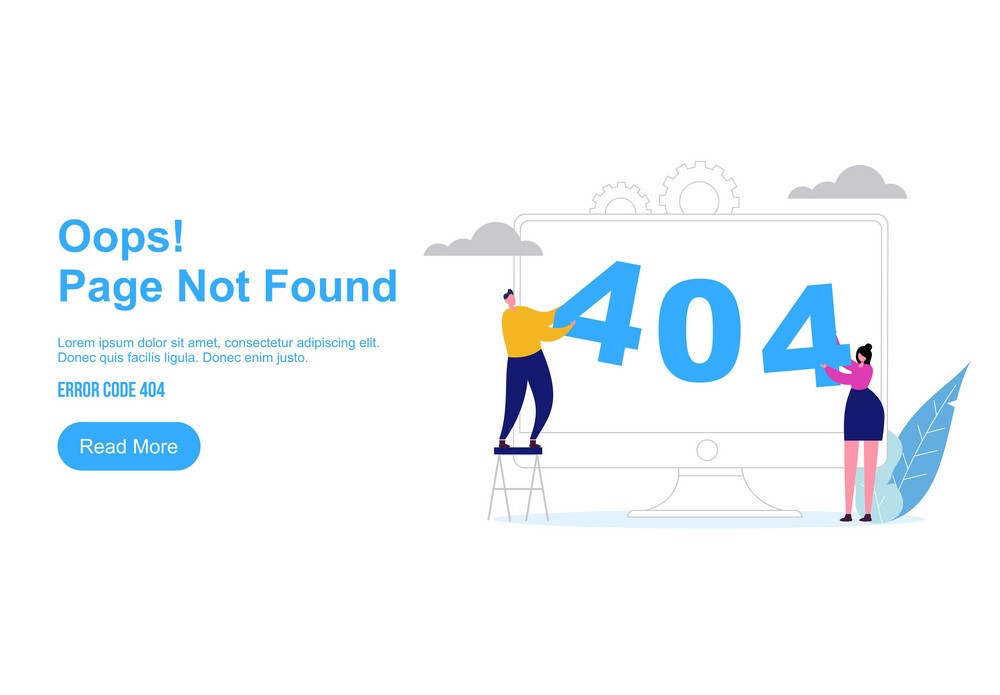 Oops!
Page Not Found
Lorem ipsum dolor sit amet, consectetur adipiscing elit.
Donec quis facilis ligula. Donec enim justo.
ERROR CODE 404
Read More
404